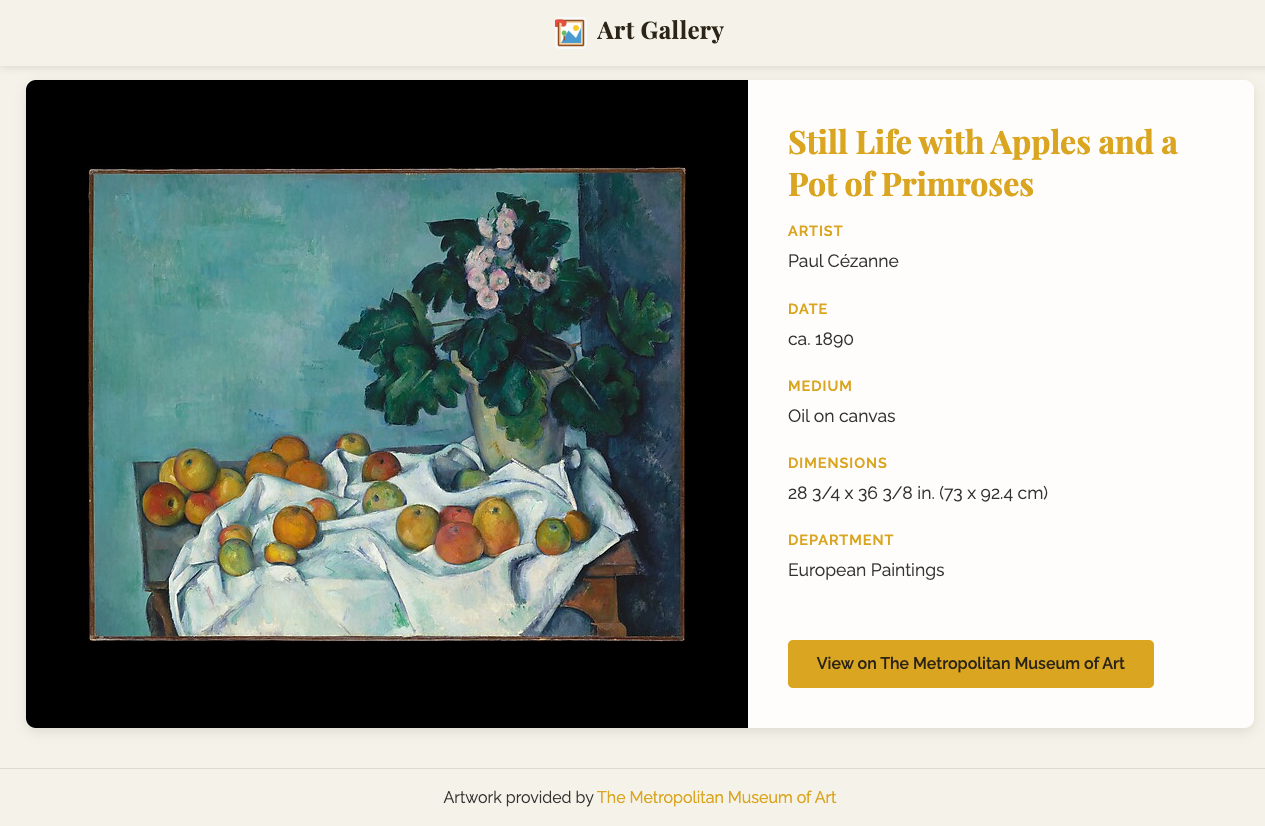 Art Gallery
Still Life with Apples and a
Pot of Primroses
ARTIST
Paul Cézanne
DATE
ca. 1890
MEDIUM
Oil on canvas
DIMENSIONS
28 3/4 x 36 3/8 in. (73 x 92.4 cm)
DEPARTMENT
European Paintings
View on The Metropolitan Museum of Art
Artwork provided by The Metropolitan Museum of Art